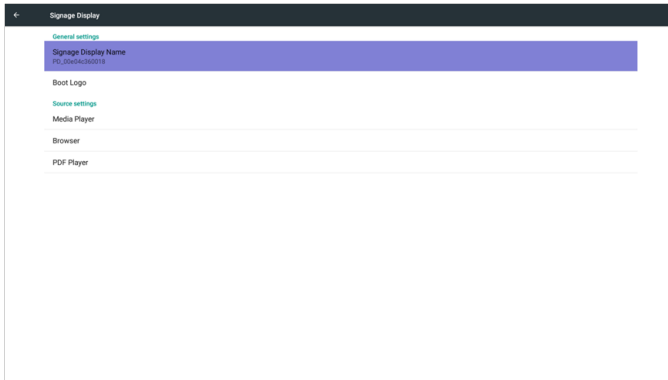 Signage Display
General settings
Signage Display Name
PD_00e04c360018
Boot Logo
Source settings
Media Player
Browser
PDF Player